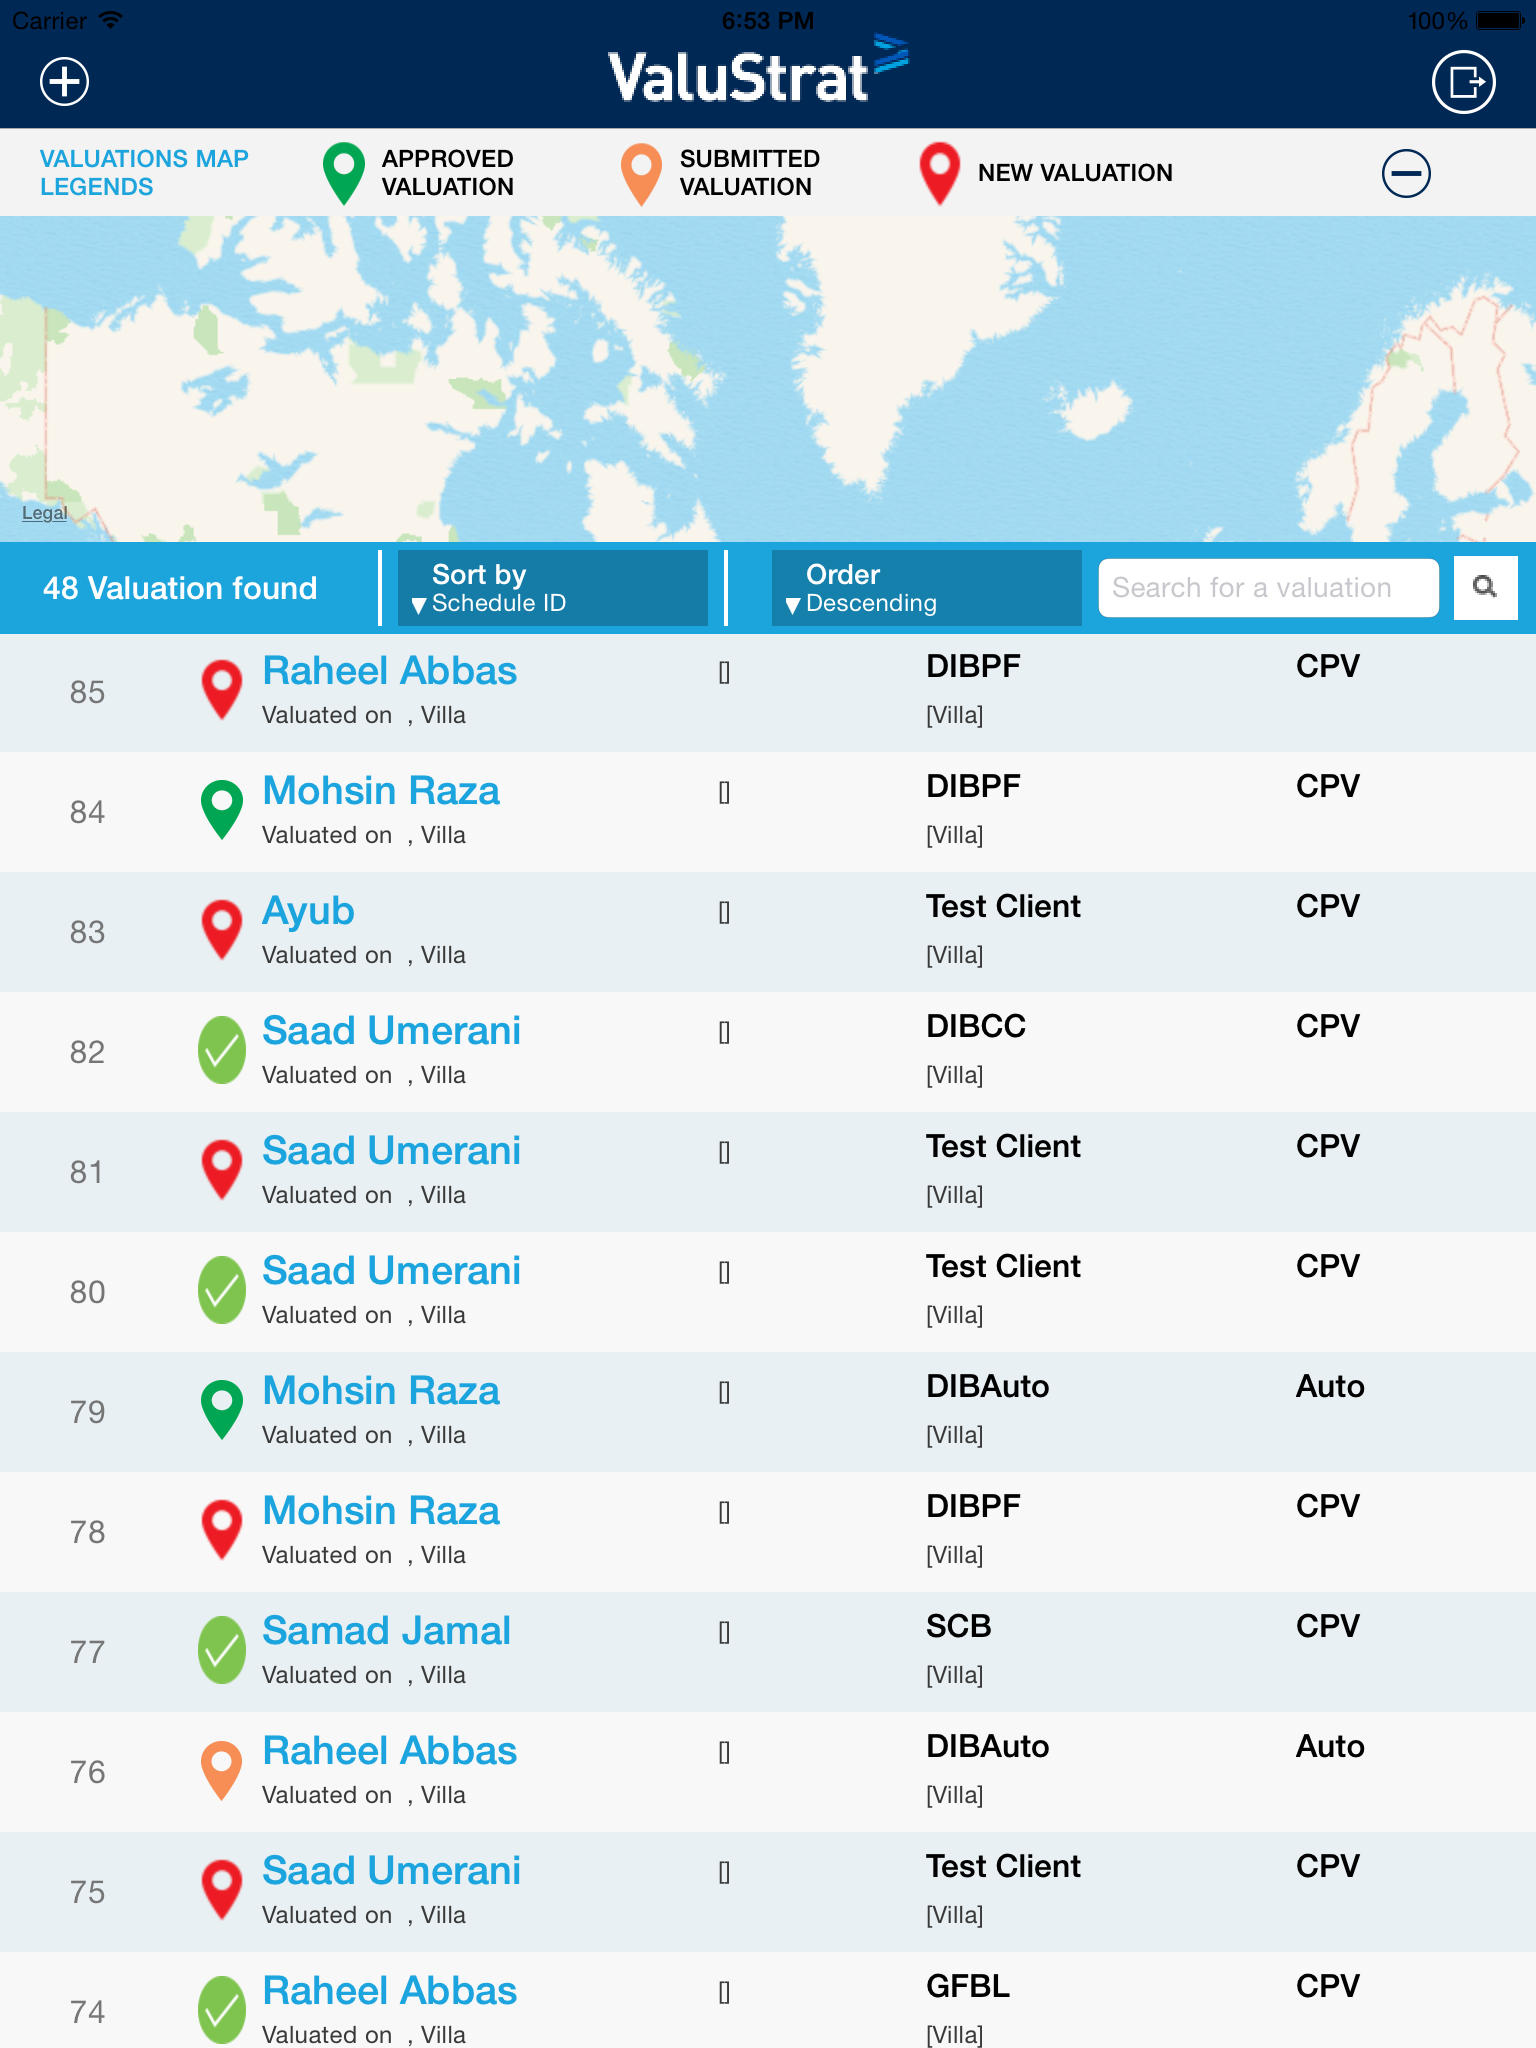 Carrier 6:53 PM 100%
ValuStrat
VALUATIONS MAP
LEGENDS
APPROVED
VALUATION
SUBMITTED
VALUATION
NEW VALUATION
Legal
48 Valuation found
Sort by
▼ Schedule ID
Order
▼ Descending
Search for a valuation
85 Raheel Abbas [] DIBPF CPV
Valuated on , Villa [Villa]
84 Mohsin Raza [] DIBPF CPV
Valuated on , Villa [Villa]
83 Ayub [] Test Client CPV
Valuated on , Villa [Villa]
82 Saad Umerani [] DIBCC CPV
Valuated on , Villa [Villa]
81 Saad Umerani [] Test Client CPV
Valuated on , Villa [Villa]
80 Saad Umerani [] Test Client CPV
Valuated on , Villa [Villa]
79 Mohsin Raza [] DIBAuto Auto
Valuated on , Villa [Villa]
78 Mohsin Raza [] DIBPF CPV
Valuated on , Villa [Villa]
77 Samad Jamal [] SCB CPV
Valuated on , Villa [Villa]
76 Raheel Abbas [] DIBAuto Auto
Valuated on , Villa [Villa]
75 Saad Umerani [] Test Client CPV
Valuated on , Villa [Villa]
74 Raheel Abbas [] GFBL CPV
Valuated on , Villa [Villa]